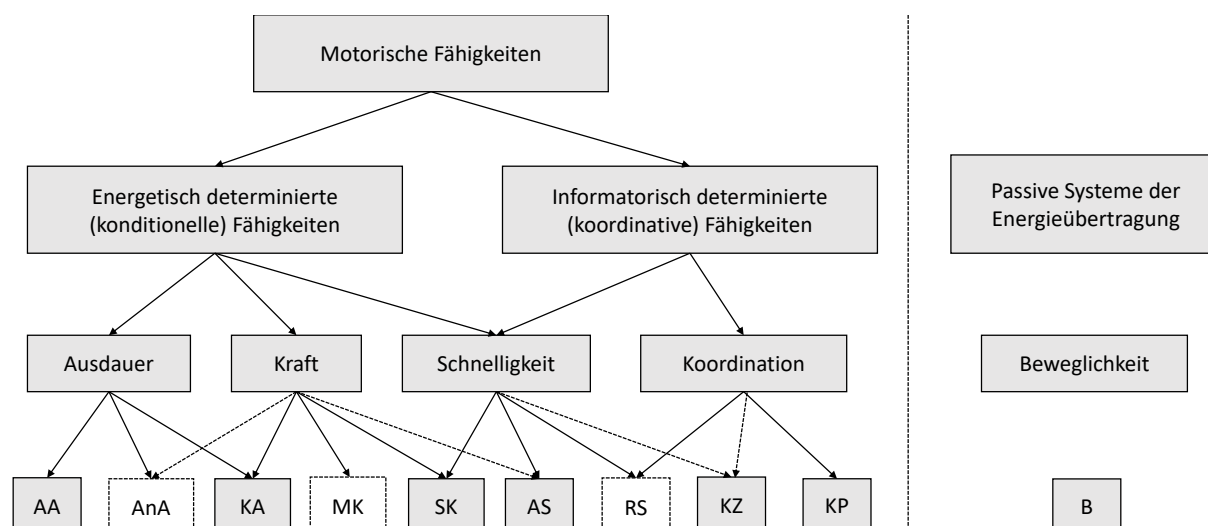 Motorische Fähigkeiten
Energetisch determinierte
(konditionelle) Fähigkeiten
Informatorisch determinierte
(koordinative) Fähigkeiten
Passive Systeme der
Energieübertragung
Ausdauer
Kraft
Schnelligkeit
Koordination
Beweglichkeit
AA
AnA
KA
MK
SK
AS
RS
KZ
KP
B